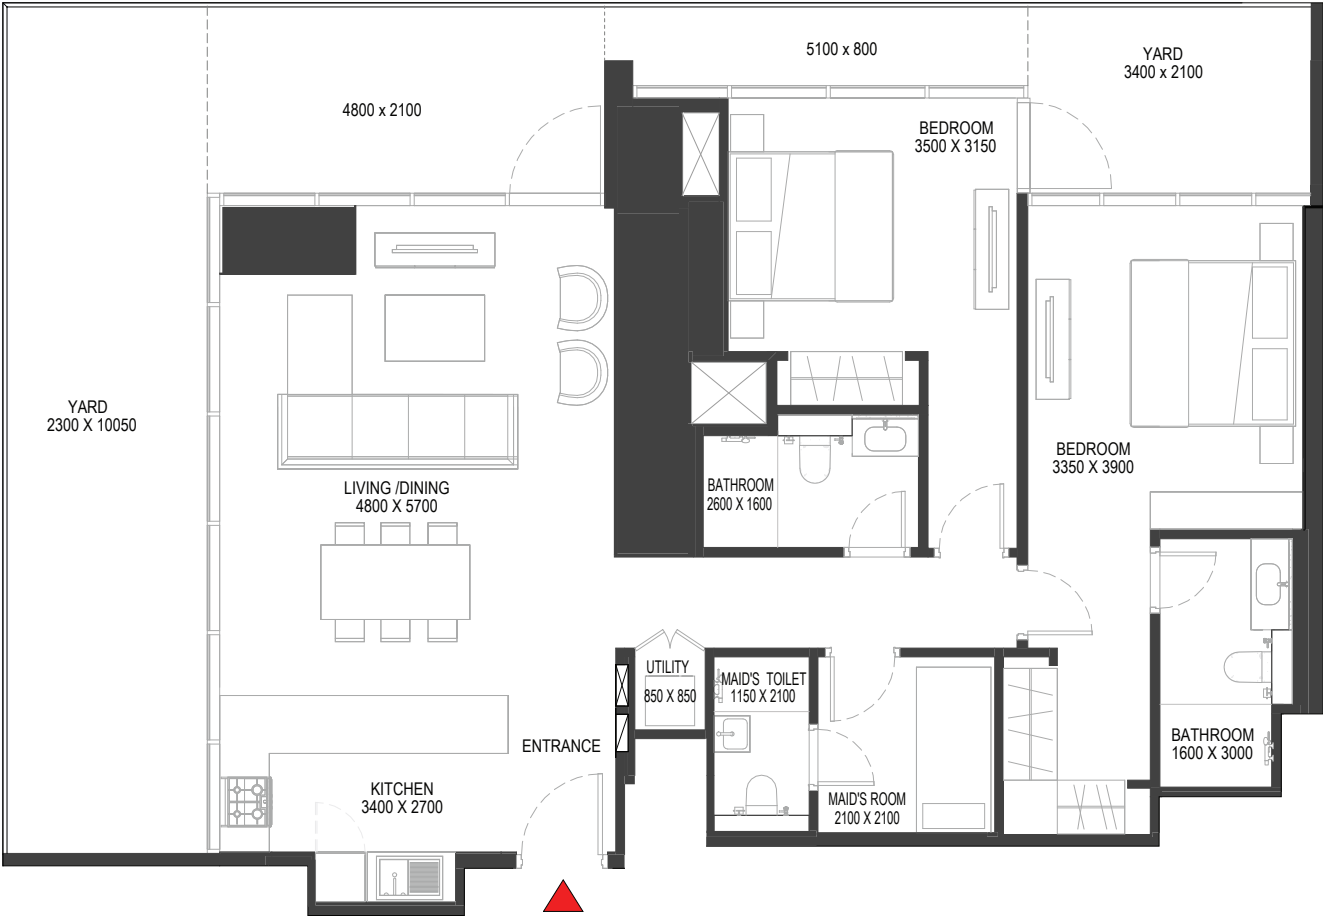 5100 x 800
YARD
3400 x 2100
4800 x 2100
BEDROOM
3500 X 3150
YARD
2300 X 10050
BEDROOM
3350 X 3900
LIVING /DINING
4800 X 5700
BATHROOM
2600 X 1600
UTILITY
850 X 850
MAID'S TOILET
1150 X 2100
ENTRANCE
BATHROOM
1600 X 3000
KITCHEN
3400 X 2700
MAID'S ROOM
2100 X 2100